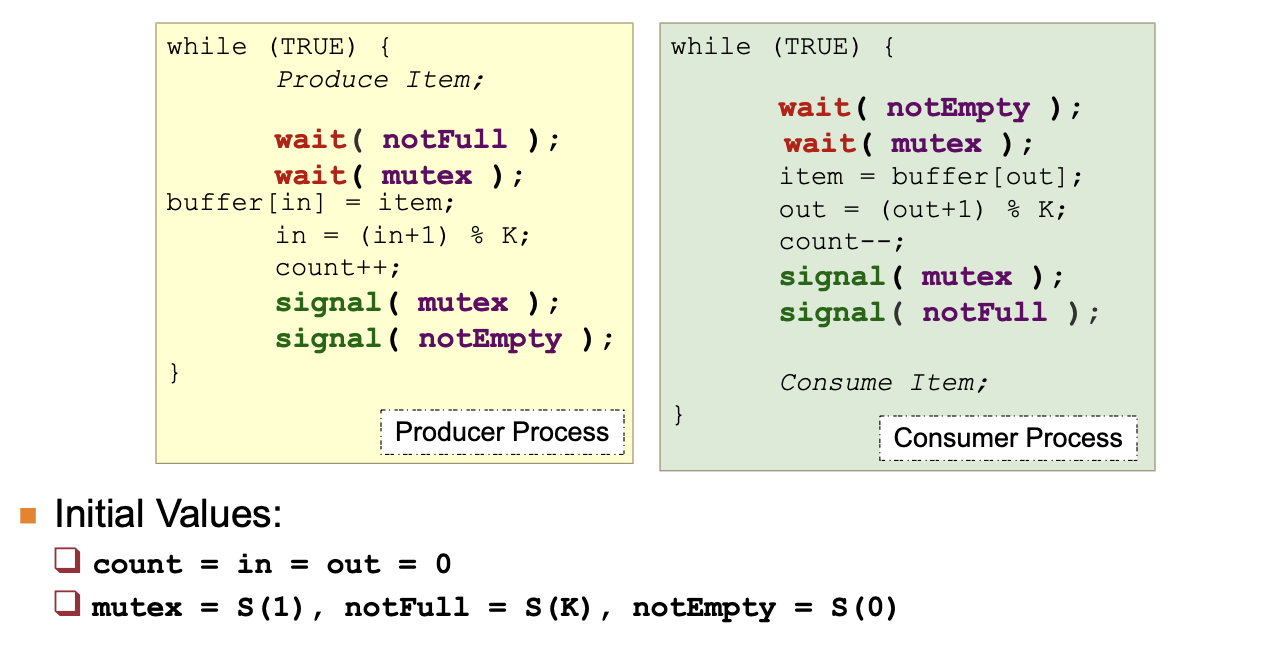 while (TRUE) {
Produce Item;
wait( notFull );
wait( mutex );
buffer[in] = item;
in = (in+1) % K;
count++;
signal( mutex );
signal( notEmpty );
}
Producer Process
while (TRUE) {
wait( notEmpty );
wait( mutex );
item = buffer[out];
out = (out+1) % K;
count--;
signal( mutex );
signal( notFull );
Consume Item;
}
Consumer Process
Initial Values:
count = in = out = 0
mutex = S(1), notFull = S(K), notEmpty = S(0)